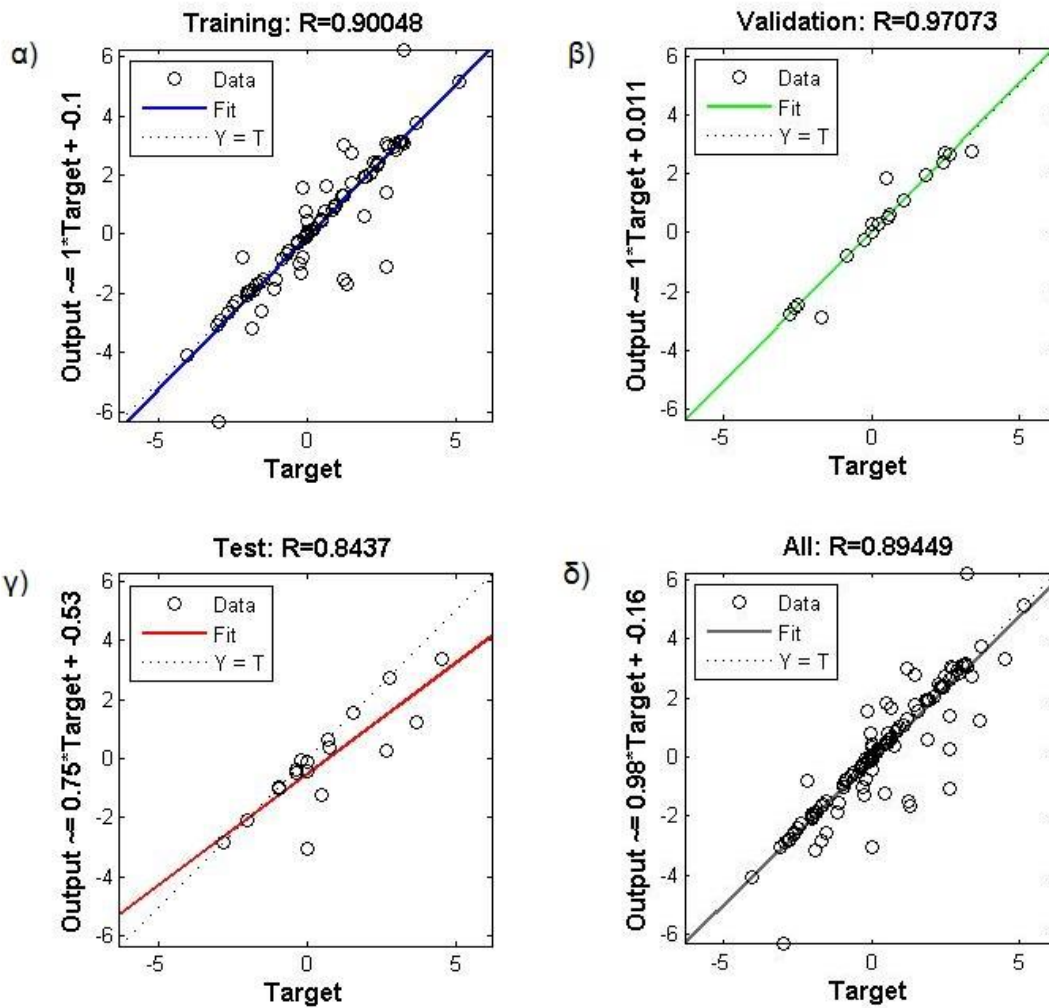 α)
Training: R=0.90048
Output ~= 1*Target + -0.1
Data
Fit
Y = T
6
4
2
0
-2
-4
-6
-5
0
5
Target
β)
Validation: R=0.97073
Output ~= 1*Target + 0.011
Data
Fit
Y = T
6
4
2
0
-2
-4
-6
-5
0
5
Target
γ)
Test: R=0.8437
Output ~= 0.75*Target + -0.53
Data
Fit
Y = T
6
4
2
0
-2
-4
-6
-5
0
5
Target
δ)
All: R=0.89449
Output ~= 0.98*Target + -0.16
Data
Fit
Y = T
6
4
2
0
-2
-4
-6
-5
0
5
Target